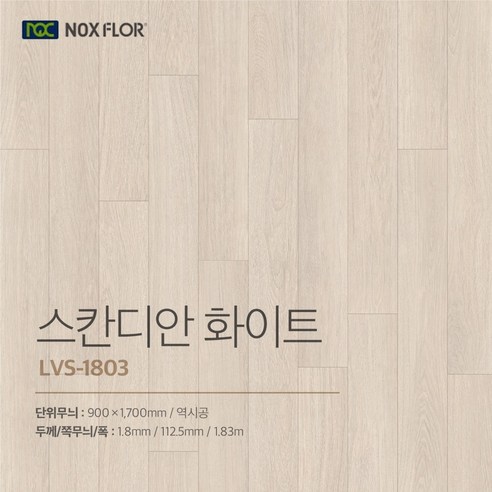 NOX NOX FLOR®
스칸디안 화이트
LVS-1803
단위무늬 : 900×1,700mm / 역시공
두께/쪽무늬/폭 : 1.8mm / 112.5mm / 1.83m